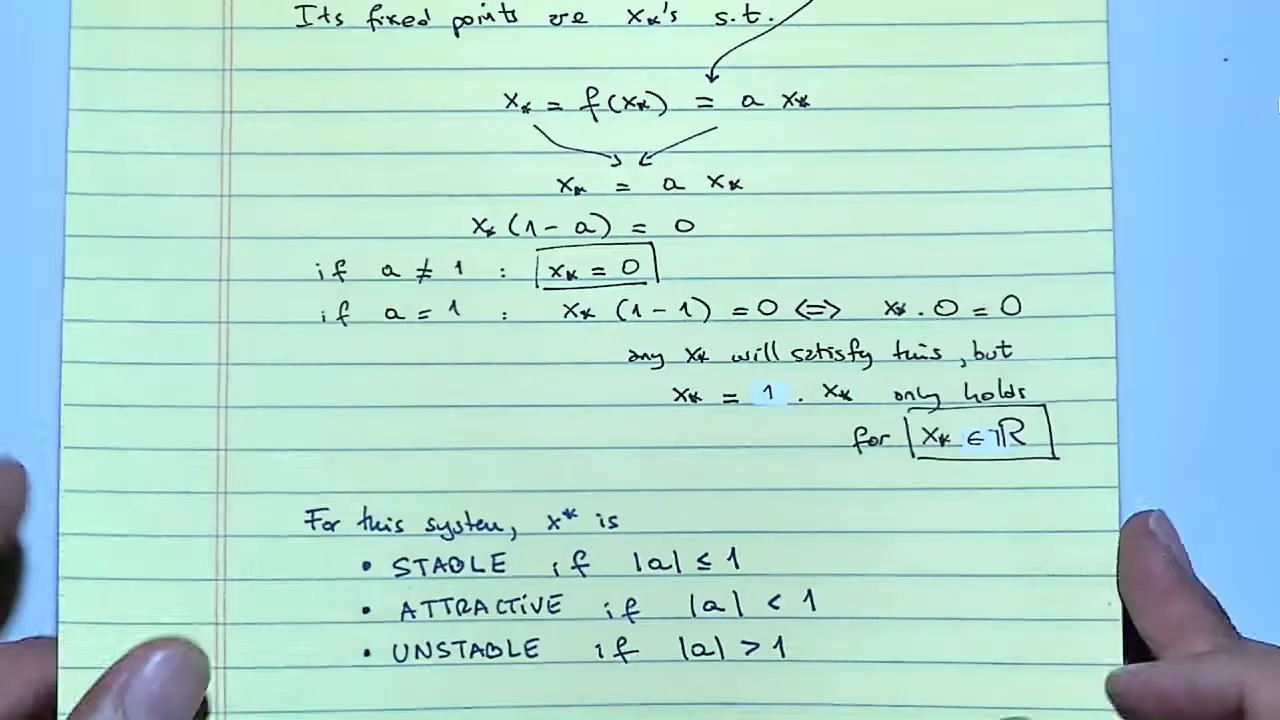 Its fixed points are x*'s s.t.
x* = f(x*) = a x*
x* = a x*
x* (1 - a) = 0
if a ≠ 1 : x* = 0
if a = 1 : x* (1 - 1) = 0 <=> x* . 0 = 0
any x* will satisfy this, but
x* = 1 . x* only holds
for x* ∈ ℝ
For this system, x* is
• STABLE if |a| ≤ 1
• ATTRACTIVE if |a| < 1
• UNSTABLE if |a| > 1